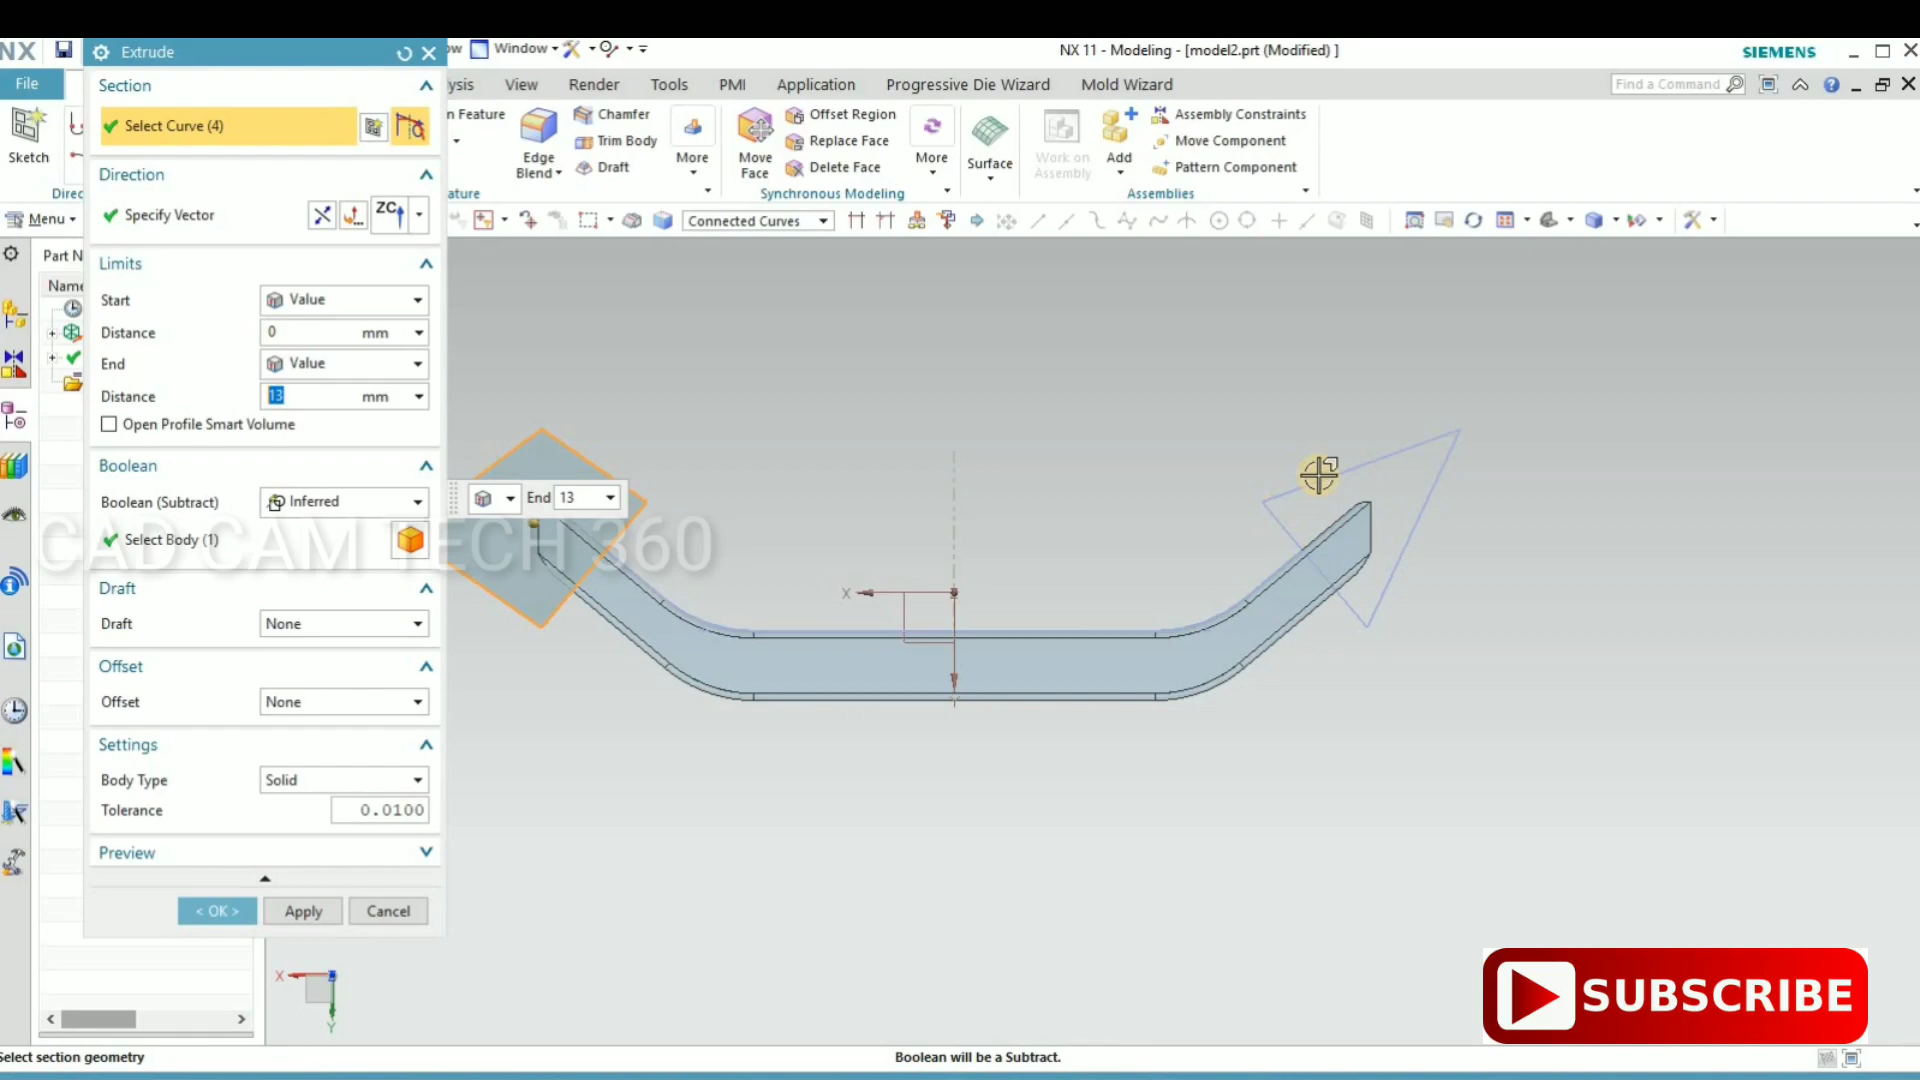 NX
Extrude
Window
NX 11 - Modeling - [model2.prt (Modified) ]
SIEMENS
File
ysis
View
Render
Tools
PMI
Application
Progressive Die Wizard
Mold Wizard
Find a Command
Section
Select Curve (4)
Sketch
n Feature
Edge
Blend
Chamfer
Trim Body
Draft
More
Move
Face
Offset Region
Replace Face
Delete Face
More
Surface
Work on
Assembly
Add
Assembly Constraints
Move Component
Pattern Component
Direc
ature
Synchronous Modeling
Assemblies
Direction
Specify Vector
ZC
Menu
Connected Curves
Part N
Name
Limits
Start
Value
Distance
0
mm
End
Value
Distance
13
mm
Open Profile Smart Volume
Boolean
Boolean (Subtract)
Inferred
Select Body (1)
End
13
CAD CAM TECH 360
Draft
Draft
None
Offset
Offset
None
Settings
Body Type
Solid
Tolerance
0.0100
Preview
< OK >
Apply
Cancel
X
X
Y
SUBSCRIBE
Select section geometry
Boolean will be a Subtract.